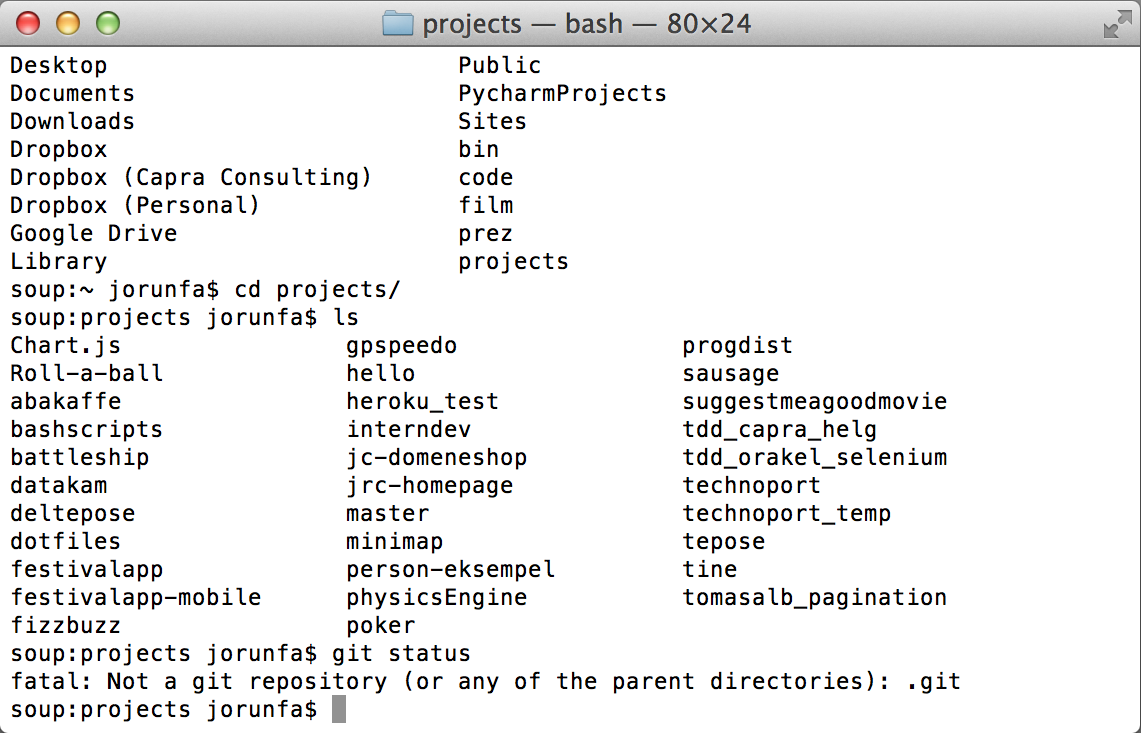 projects — bash — 80×24
Desktop                          Public
Documents                        PycharmProjects
Downloads                        Sites
Dropbox                          bin
Dropbox (Capra Consulting)       code
Dropbox (Personal)               film
Google Drive                     prez
Library                          projects
soup:~ jorunfa$ cd projects/
soup:projects jorunfa$ ls
Chart.js                gpspeedo                progdist
Roll-a-ball             hello                   sausage
abakaffe                heroku_test             suggestmeagoodmovie
bashscripts             interndev               tdd_capra_helg
battleship              jc-domeneshop           tdd_orakel_selenium
datakam                 jrc-homepage            technoport
deltepose               master                  technoport_temp
dotfiles                minimap                 tepose
festivalapp             person-eksempel         tine
festivalapp-mobile      physicsEngine           tomasalb_pagination
fizzbuzz                poker
soup:projects jorunfa$ git status
fatal: Not a git repository (or any of the parent directories): .git
soup:projects jorunfa$